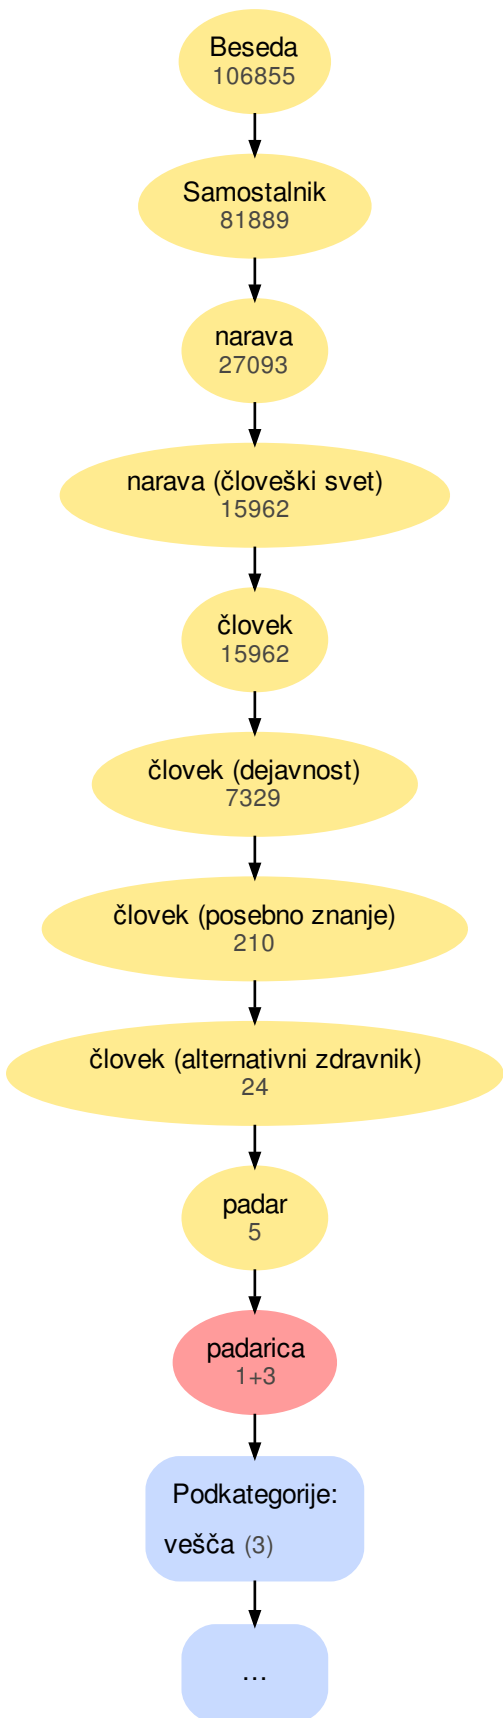 Beseda
106855
Samostalnik
81889
narava
27093
narava (človeški svet)
15962
človek
15962
človek (dejavnost)
7329
človek (posebno znanje)
210
človek (alternativni zdravnik)
24
padar
5
padarica
1+3
Podkategorije:
vešča (3)
...